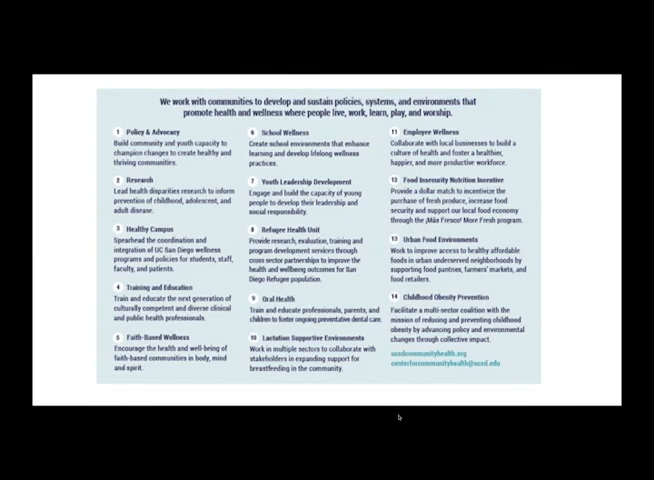 We work with communities to develop and sustain policies, systems, and environments that
promote health and wellness where people live, work, learn, play, and worship.
1 Policy & Advocacy
Build community and youth capacity to
champion changes to create healthy and
thriving communities.
2 Research
Lead health disparities research to inform
prevention of childhood, adolescent, and
adult disease.
3 Healthy Campus
Spearhead the coordination and
integration of UC San Diego wellness
programs and policies for students, staff,
faculty, and patients.
4 Training and Education
Train and educate the next generation of
culturally competent and diverse clinical
and public health professionals.
5 Faith-Based Wellness
Encourage the health and well-being of
faith-based communities in body, mind
and spirit.
6 School Wellness
Create school environments that enhance
learning and develop lifelong wellness
practices.
7 Youth Leadership Development
Engage and build the capacity of young
people to develop their leadership and
social responsibility.
8 Refugee Health Unit
Provide research, evaluation, training and
program development services through
cross sector partnerships to improve the
health and wellbeing outcomes for San
Diego Refugee population.
9 Oral Health
Train and educate professionals, parents, and
children to foster ongoing preventative dental care.
10 Lactation Supportive Environments
Work in multiple sectors to collaborate with
stakeholders in expanding support for
breastfeeding in the community.
11 Employee Wellness
Collaborate with local businesses to build a
culture of health and foster a healthier,
happier, and more productive workforce.
12 Food Insecurity Nutrition Incentive
Provide a dollar match to incentivize the
purchase of fresh produce, increase food
security and support our local food economy
through the ¡Más Fresco! More Fresh program.
13 Urban Food Environments
Work to improve access to healthy affordable
foods in urban underserved neighborhoods by
supporting food pantries, farmers' markets, and
food retailers.
14 Childhood Obesity Prevention
Facilitate a multi-sector coalition with the
mission of reducing and preventing childhood
obesity by advancing policy and environmental
changes through collective impact.
ucsdcommunityhealth.org
centerforcommunityhealth@ucsd.edu